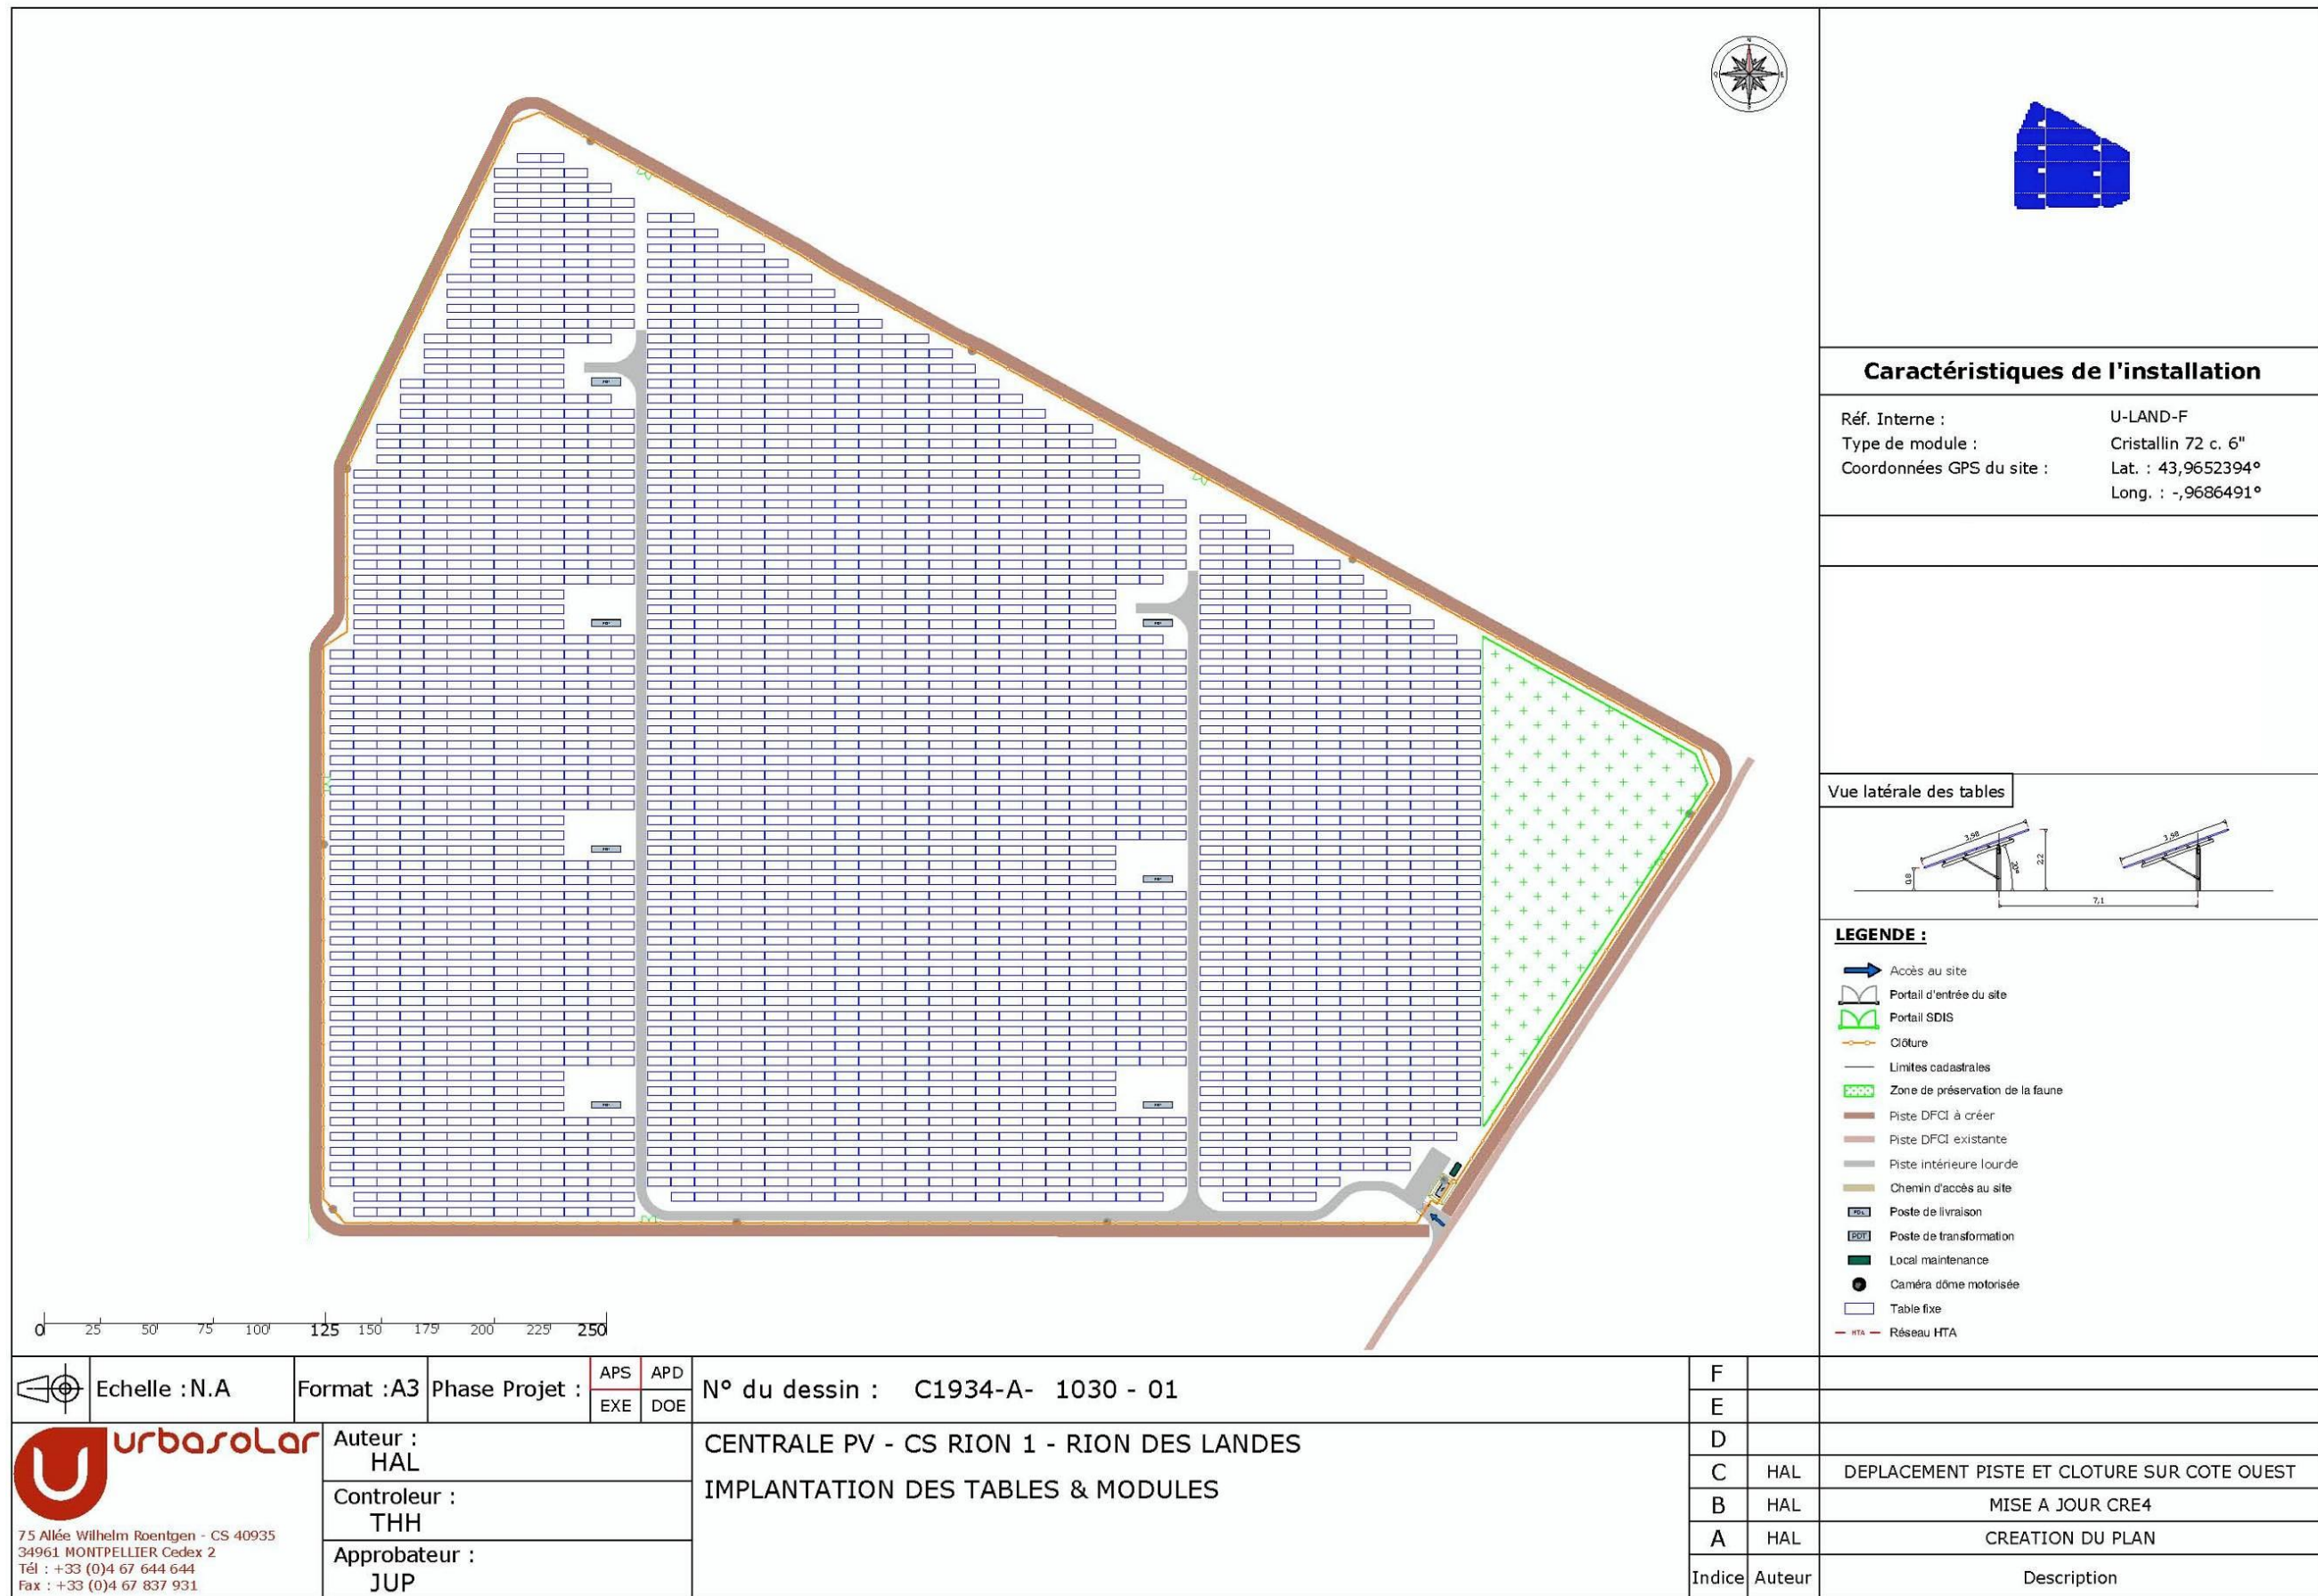 N
O
E
S
Caractéristiques de l'installation
Réf. Interne : U-LAND-F
Type de module : Cristallin 72 c. 6"
Coordonnées GPS du site : Lat. : 43,9652394°
Long. : -,9686491°
Vue latérale des tables
3,98
3,98
2,2
20°
0,8
7,1
LEGENDE :
Accès au site
Portail d'entrée du site
Portail SDIS
Clôture
Limites cadastrales
Zone de préservation de la faune
Piste DFCI à créer
Piste DFCI existante
Piste intérieure lourde
Chemin d'accès au site
Poste de livraison
PDT Poste de transformation
Local maintenance
Caméra dôme motorisée
Table fixe
HTA Réseau HTA
0 25 50 75 100 125 150 175 200 225 250
Echelle : N.A
Format : A3
Phase Projet :
APS APD
EXE DOE
N° du dessin : C1934-A- 1030 - 01
urbasolar
75 Allée Wilhelm Roentgen - CS 40935
34961 MONTPELLIER Cedex 2
Tél : +33 (0)4 67 644 644
Fax : +33 (0)4 67 837 931
Auteur :
HAL
Controleur :
THH
Approbateur :
JUP
CENTRALE PV - CS RION 1 - RION DES LANDES
IMPLANTATION DES TABLES & MODULES
F
E
D
C HAL DEPLACEMENT PISTE ET CLOTURE SUR COTE OUEST
B HAL MISE A JOUR CRE4
A HAL CREATION DU PLAN
Indice Auteur Description